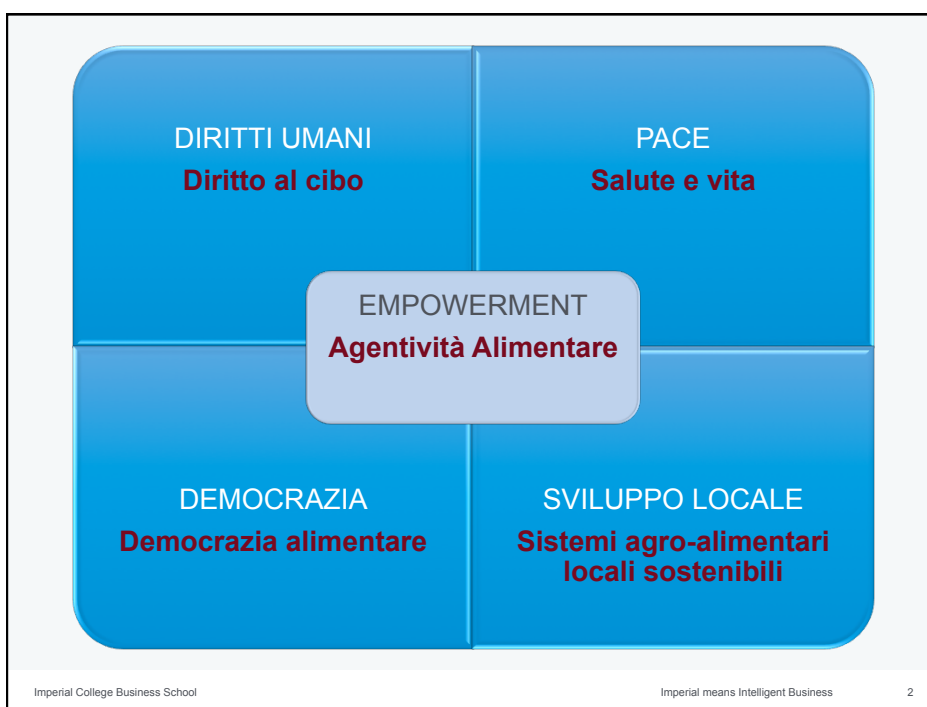 DIRITTI UMANI
Diritto al cibo
PACE
Salute e vita
EMPOWERMENT
Agentività Alimentare
DEMOCRAZIA
Democrazia alimentare
SVILUPPO LOCALE
Sistemi agro-alimentari
locali sostenibili
Imperial College Business School
Imperial means Intelligent Business
2